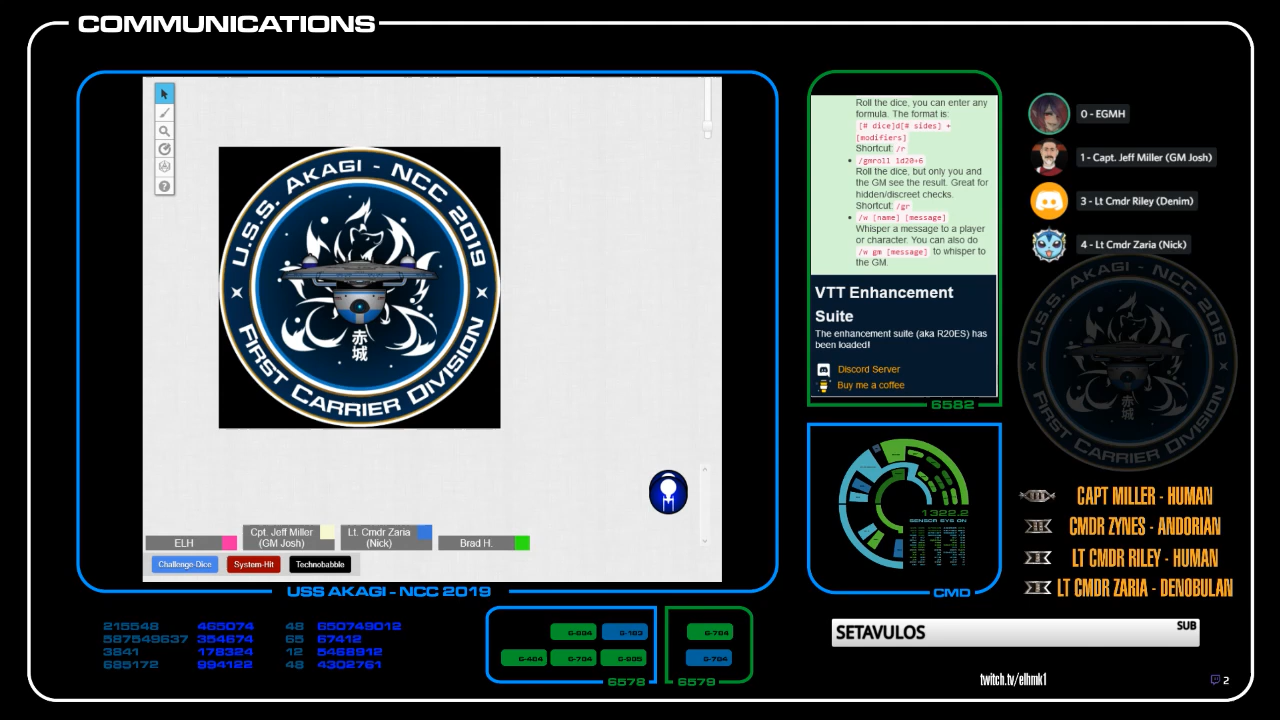 COMMUNICATIONS
U.S.S. AKAGI - NCC 2019
FIRST CARRIER DIVISION
赤
城
ELH
Cpt. Jeff Miller
(GM Josh)
Lt. Cmdr Zaria
(Nick)
Brad H.
Challenge-Dice
System-Hit
Technobabble
USS AKAGI - NCC 2019
Roll the dice, you can enter any
formula. The format is:
[# dice]d[# sides] +
[modifiers]
Shortcut: /r
/gmroll 1d20+6
Roll the dice, but only you and
the GM see the result. Great for
hidden/discreet checks.
Shortcut: /gr
/w [name] [message]
Whisper a message to a player
or character. You can also do
/w gm [message] to whisper to
the GM.
VTT Enhancement
Suite
The enhancement suite (aka R20ES) has
been loaded!
Discord Server
Buy me a coffee
6582
1322.2
SENSOR SYS ON
CMD
0 - EGMH
1 - Capt. Jeff Miller (GM Josh)
3 - Lt Cmdr Riley (Denim)
4 - Lt Cmdr Zaria (Nick)
U.S.S. AKAGI - NCC 2019
赤
城
FIRST CARRIER DIVISION
CAPT MILLER - HUMAN
CMDR ZYNES - ANDORIAN
LT CMDR RILEY - HUMAN
LT CMDR ZARIA - DENOBULAN
215548 465074 48 650749012
587549637 354674 65 67412
3841 178324 12 5468912
685172 994122 48 4302761
6578
6579
SETAVULOS SUB
twitch.tv/elhmk1
2